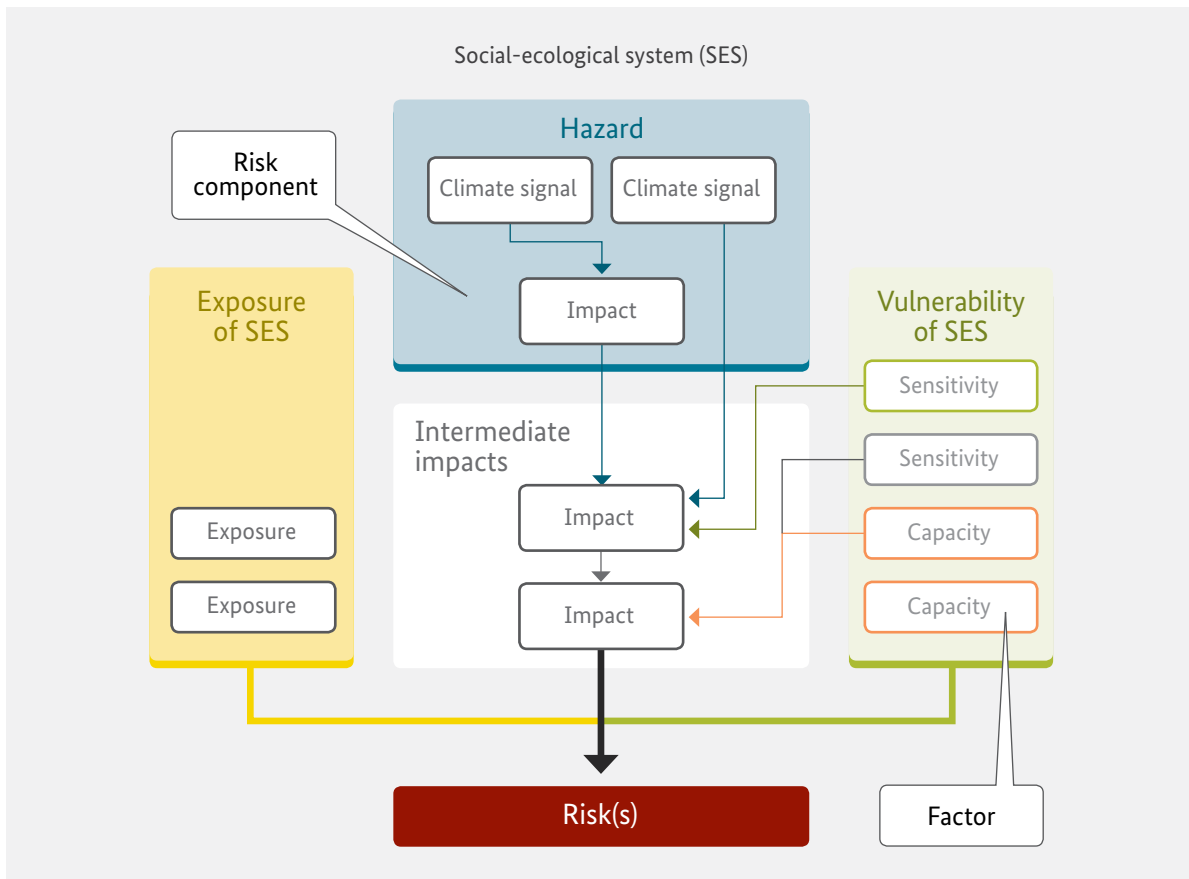 Social-ecological system (SES)
Hazard
Risk
component
Climate signal
Climate signal
Impact
Exposure
of SES
Exposure
Exposure
Intermediate
impacts
Impact
Impact
Vulnerability
of SES
Sensitivity
Sensitivity
Capacity
Capacity
Risk(s)
Factor